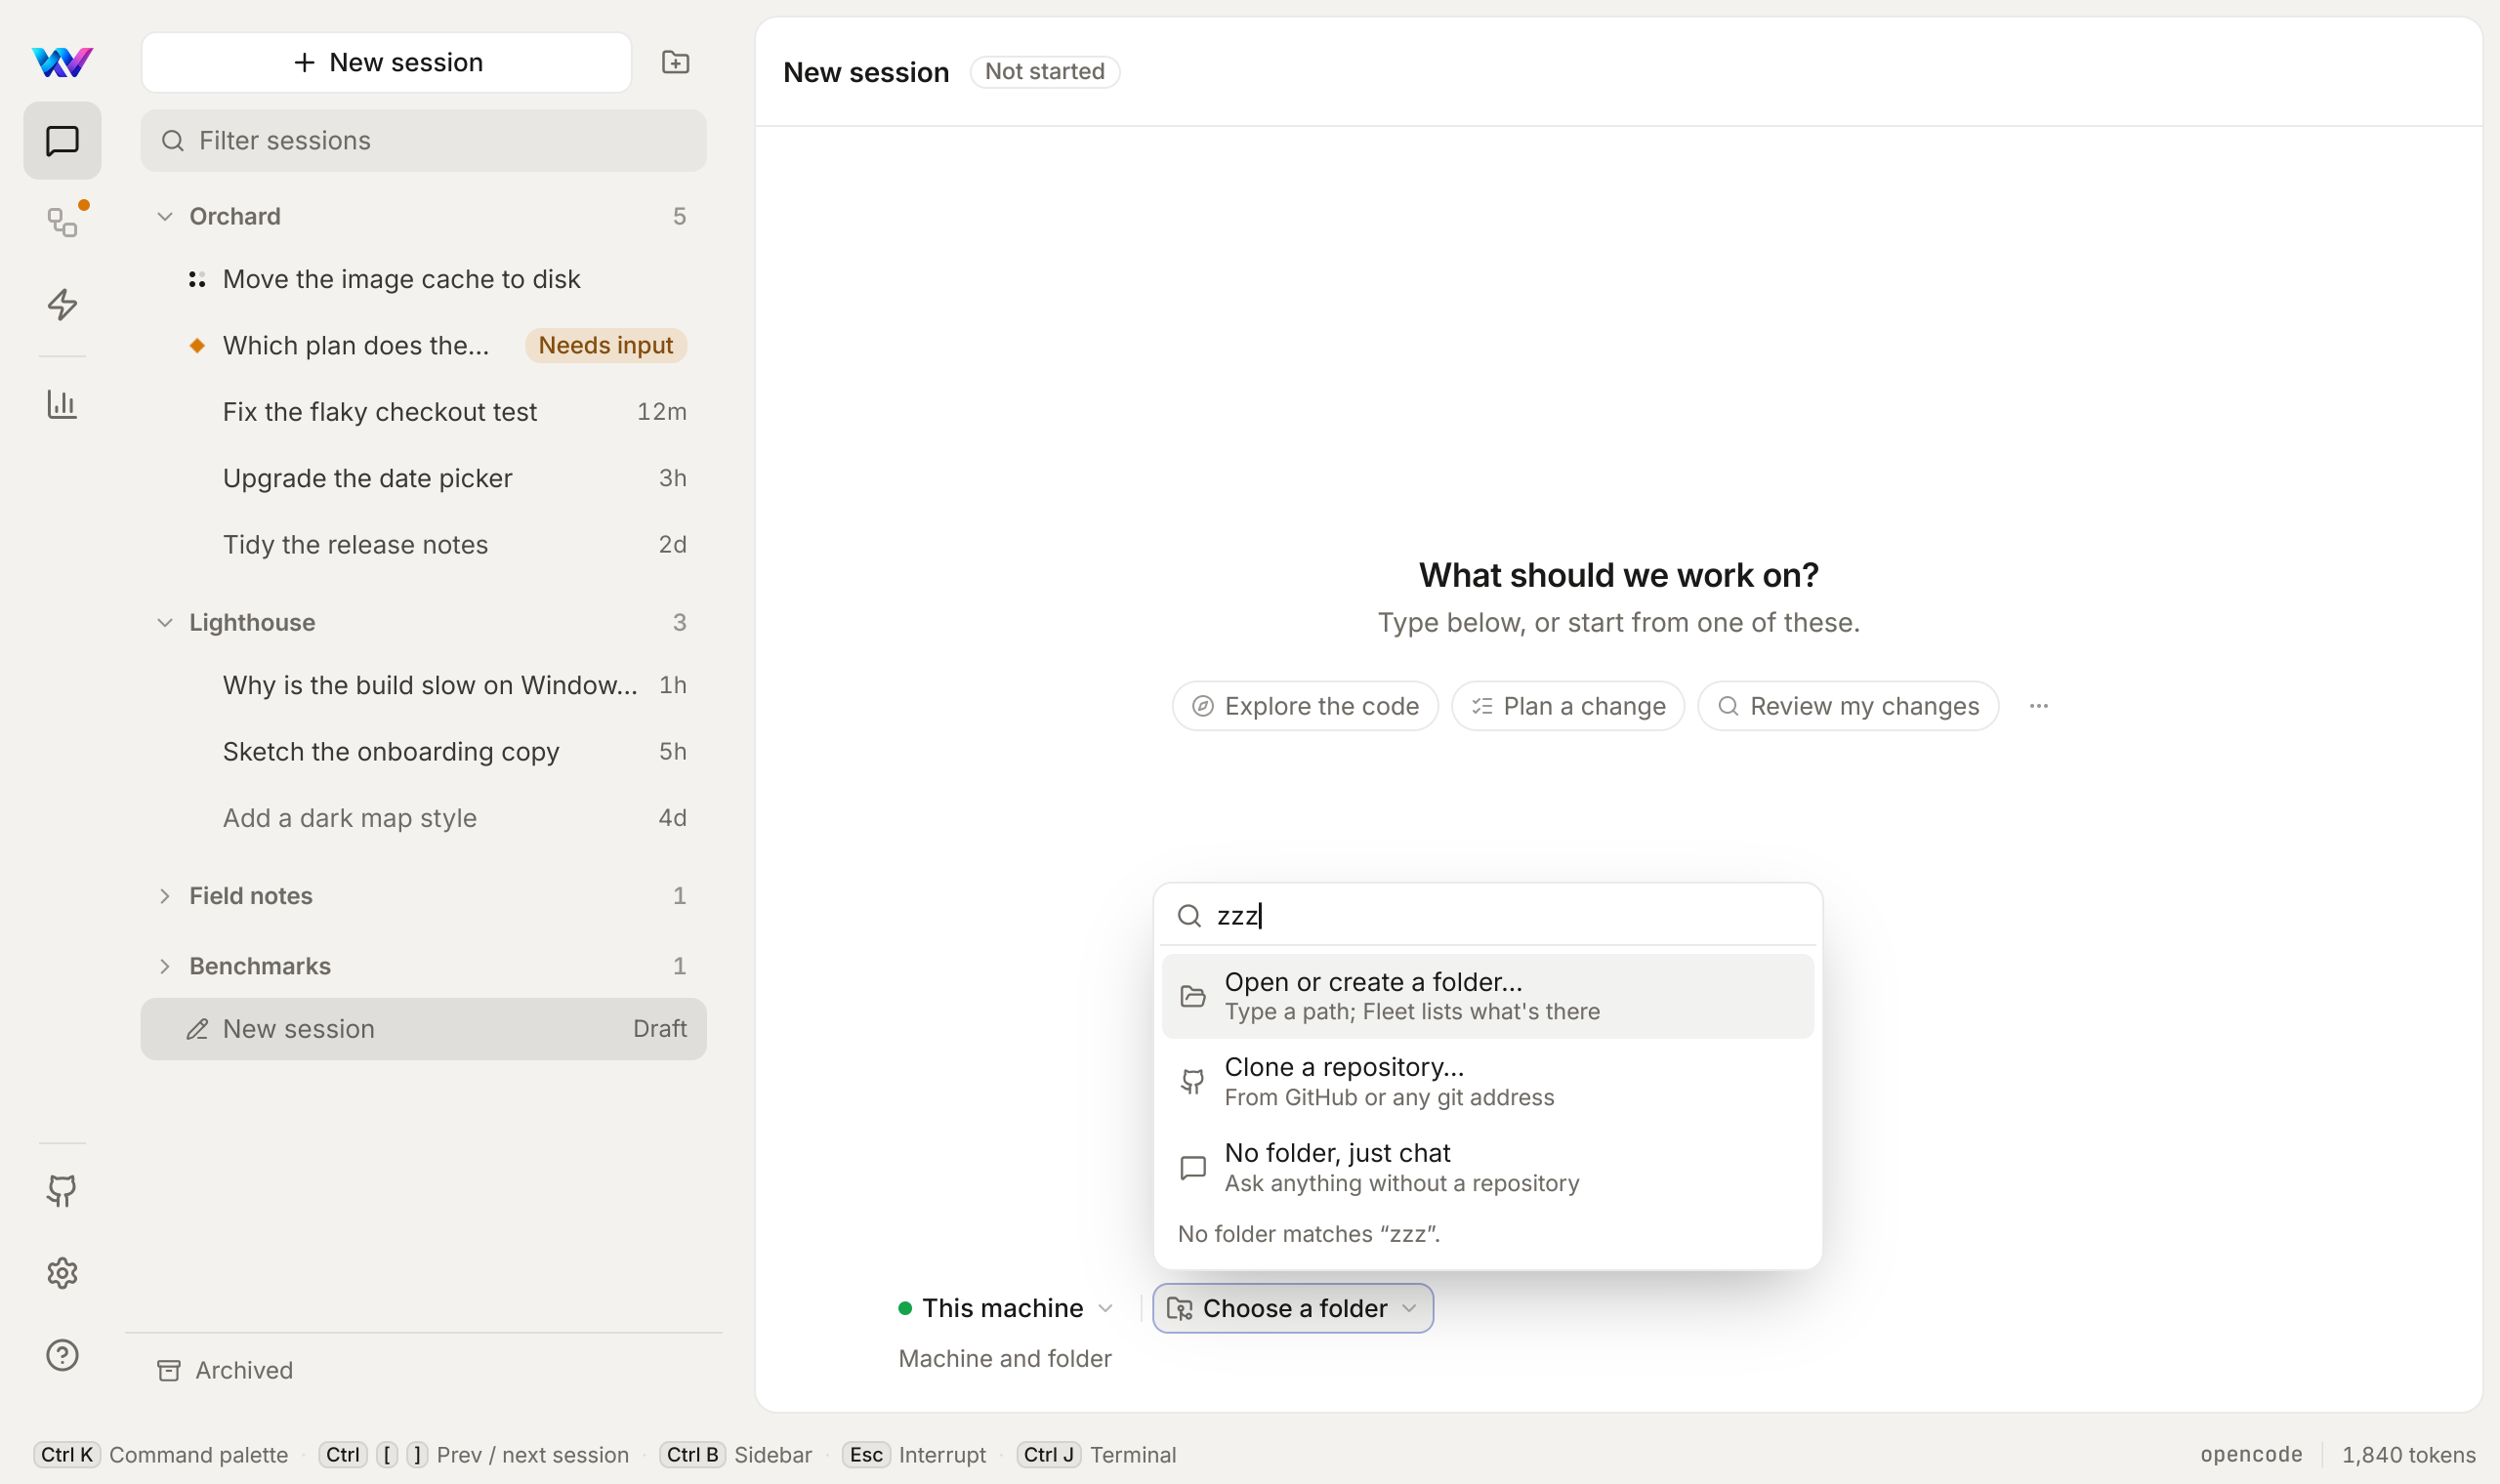 New session
Filter sessions
Orchard 5
Move the image cache to disk
Which plan does the... Needs input
Fix the flaky checkout test 12m
Upgrade the date picker 3h
Tidy the release notes 2d
Lighthouse 3
Why is the build slow on Window... 1h
Sketch the onboarding copy 5h
Add a dark map style 4d
Field notes 1
Benchmarks 1
New session Draft
Archived
New session Not started
What should we work on?
Type below, or start from one of these.
Explore the code Plan a change Review my changes ...
zzz
Open or create a folder...
Type a path; Fleet lists what's there
Clone a repository...
From GitHub or any git address
No folder, just chat
Ask anything without a repository
No folder matches “zzz”.
This machine Choose a folder
Machine and folder
Ctrl K Command palette · Ctrl [ ] Prev / next session · Ctrl B Sidebar · Esc Interrupt · Ctrl J Terminal
opencode 1,840 tokens